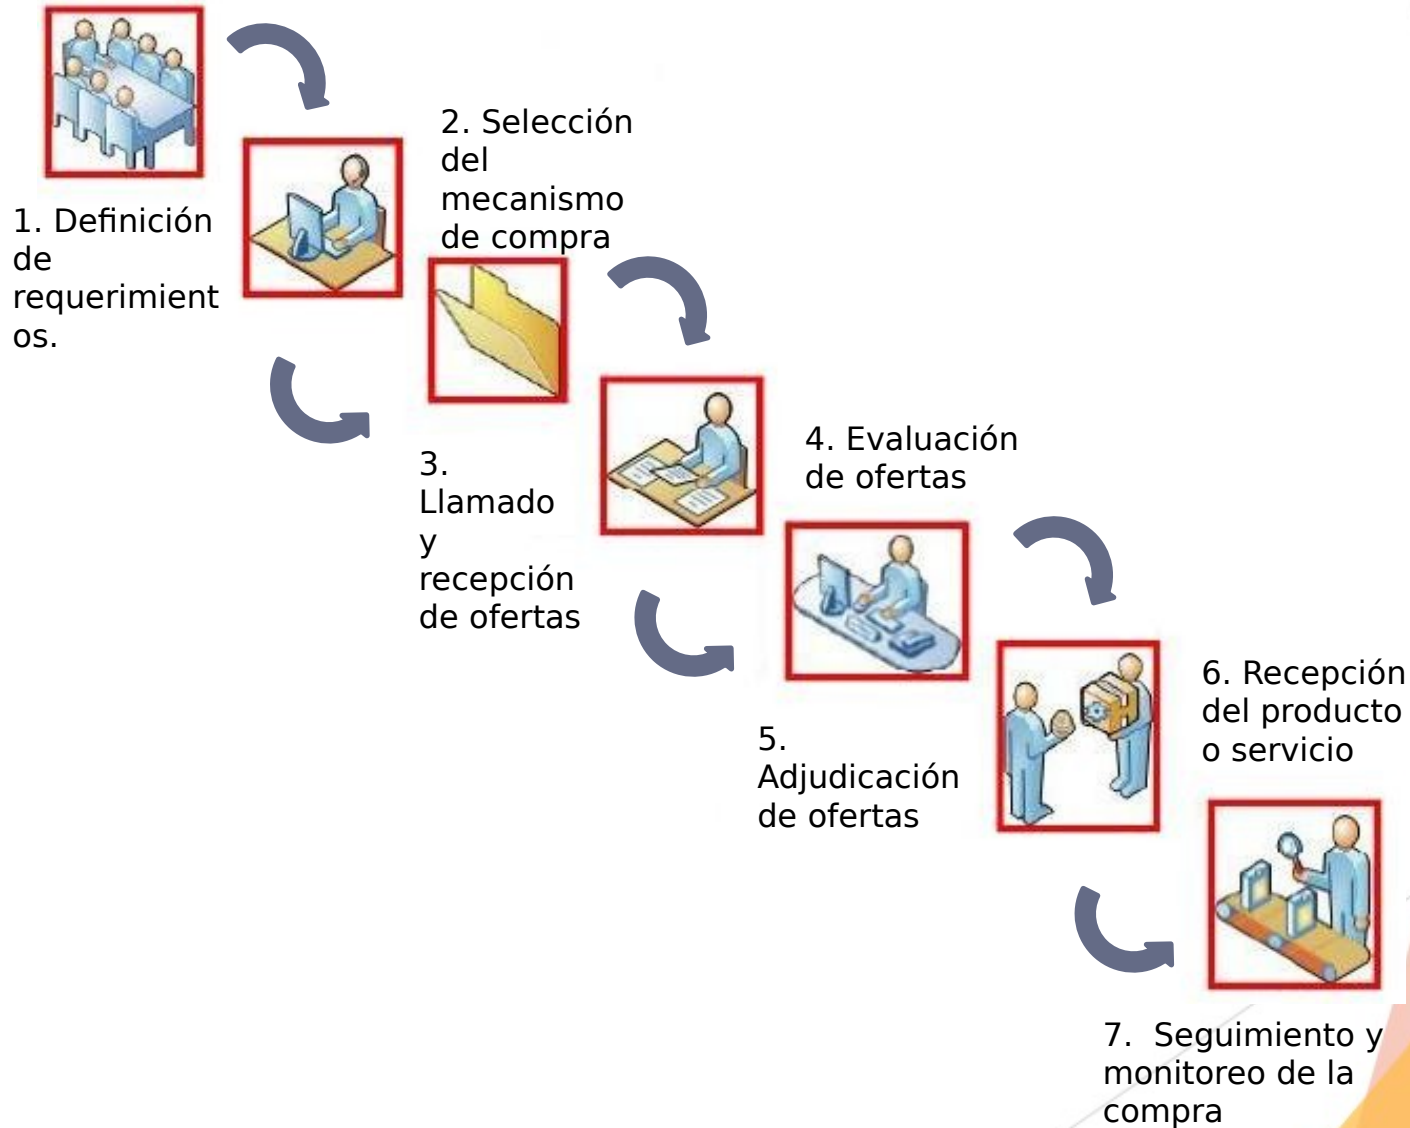 1. Definición
de
requerimient
os.
2. Selección
del
mecanismo
de compra
3.
Llamado
y
recepción
de ofertas
4. Evaluación
de ofertas
5.
Adjudicación
de ofertas
6. Recepción
del producto
o servicio
7.  Seguimiento y
monitoreo de la
compra